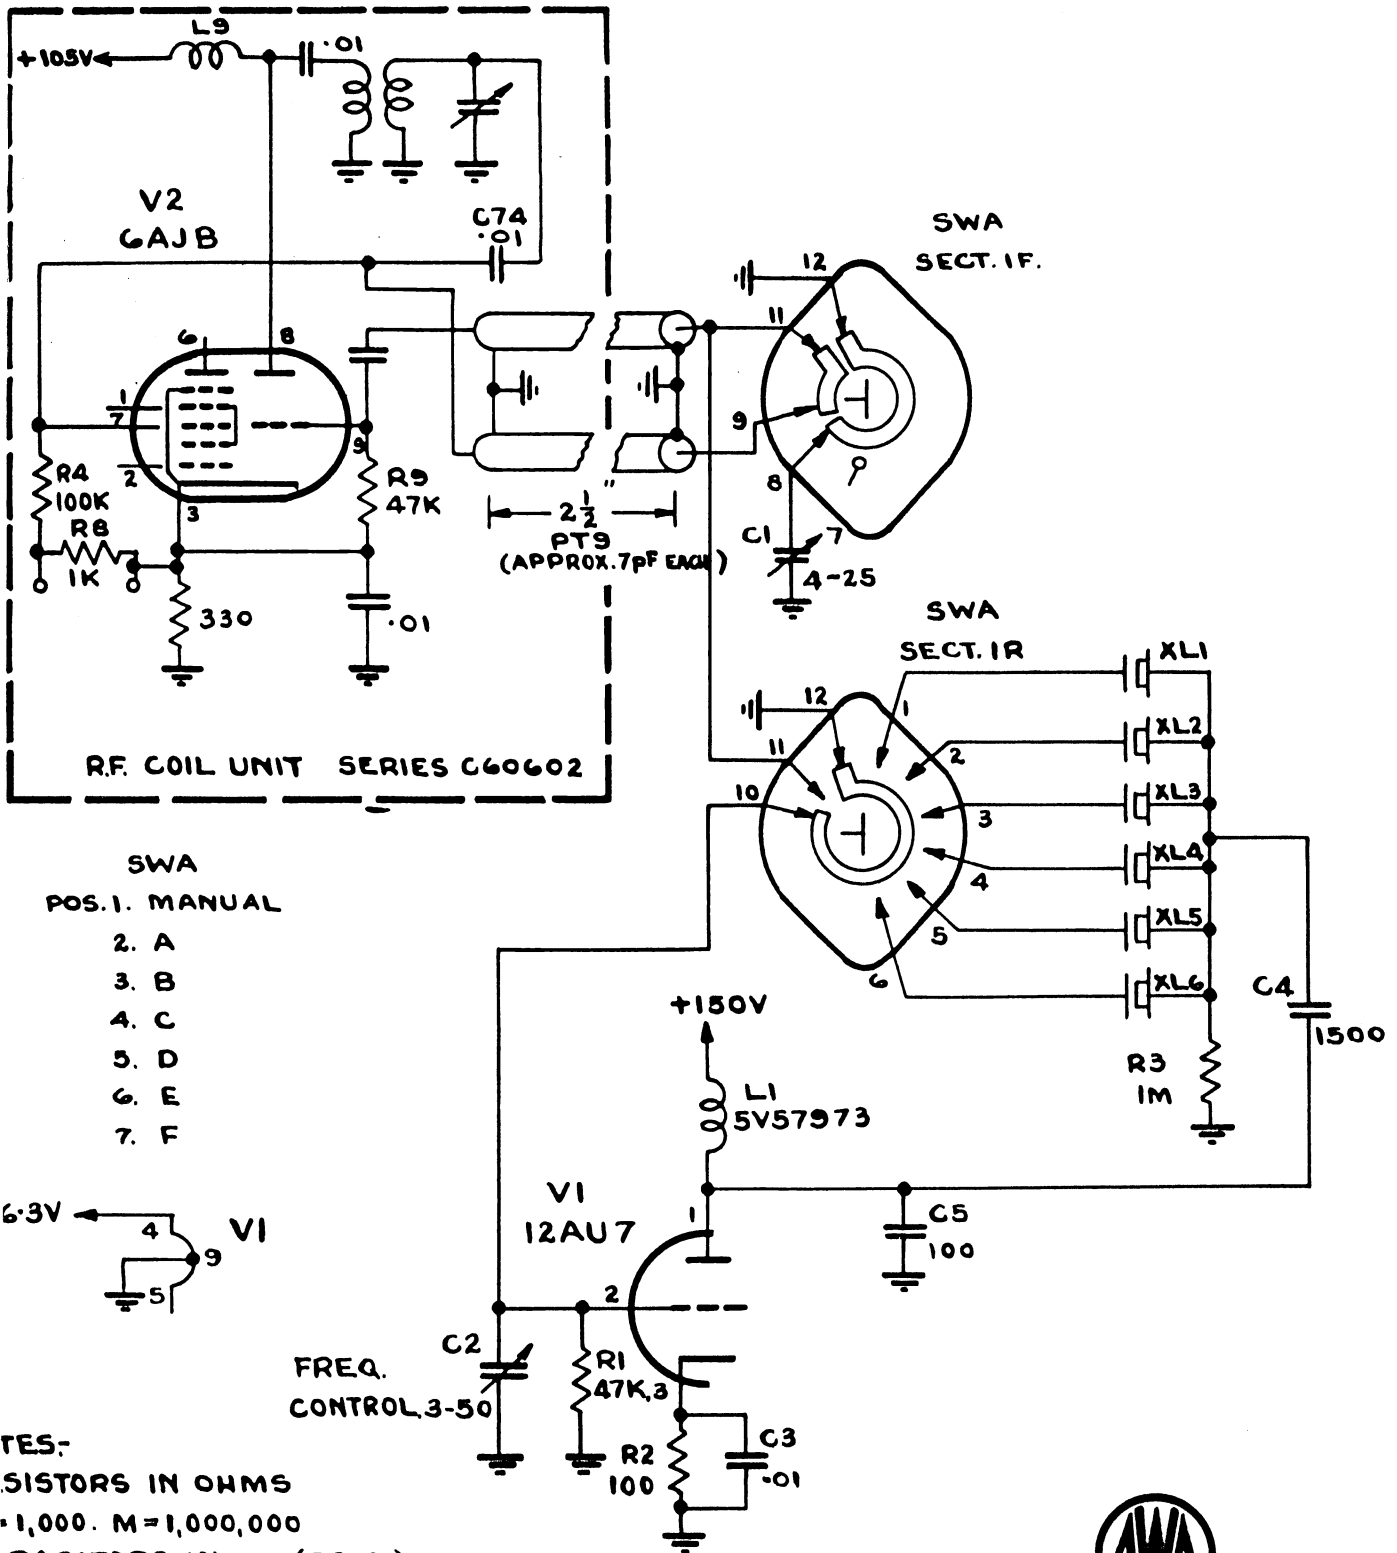 L9
+105V
.01
V2
6AJ8
C74
.01
6
8
1
7
2
3
9
R4
100K
R8
1K
R9
47K
330
.01
2 1/2"
PT9
(APPROX. 7pF EACH)
R.F. COIL UNIT SERIES C60602
SWA
SECT. 1F.
12
11
9
8
7
C1
4-25
SWA
SECT. 1R
12
11
10
1
2
3
4
5
6
XL1
XL2
XL3
XL4
XL5
XL6
C4
1500
R3
1M
SWA
POS. 1. MANUAL
2. A
3. B
4. C
5. D
6. E
7. F
+150V
L1
5V57973
6.3V
4
9
5
V1
V1
12AU7
1
2
3
C5
100
C2
FREQ.
CONTROL, 3-50
R1
47K
R2
100
C3
.01
TES:-
SISTORS IN OHMS
=1,000. M=1,000,000
AWA